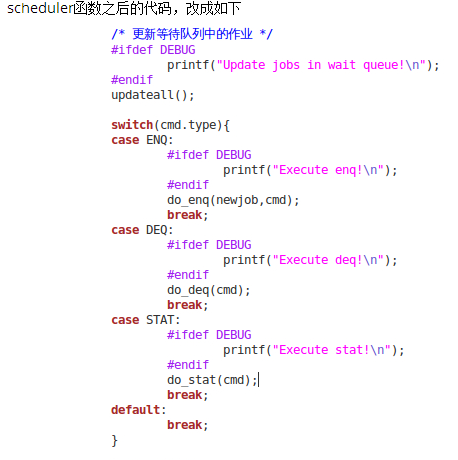 scheduler函数之后的代码，改成如下
/* 更新等待队列中的作业 */
#ifdef DEBUG
printf("Update jobs in wait queue!\n");
#endif
updateall();
switch(cmd.type){
case ENQ:
#ifdef DEBUG
printf("Execute enq!\n");
#endif
do_enq(newjob,cmd);
break;
case DEQ:
#ifdef DEBUG
printf("Execute deq!\n");
#endif
do_deq(cmd);
break;
case STAT:
#ifdef DEBUG
printf("Execute stat!\n");
#endif
do_stat(cmd);
break;
default:
break;
}